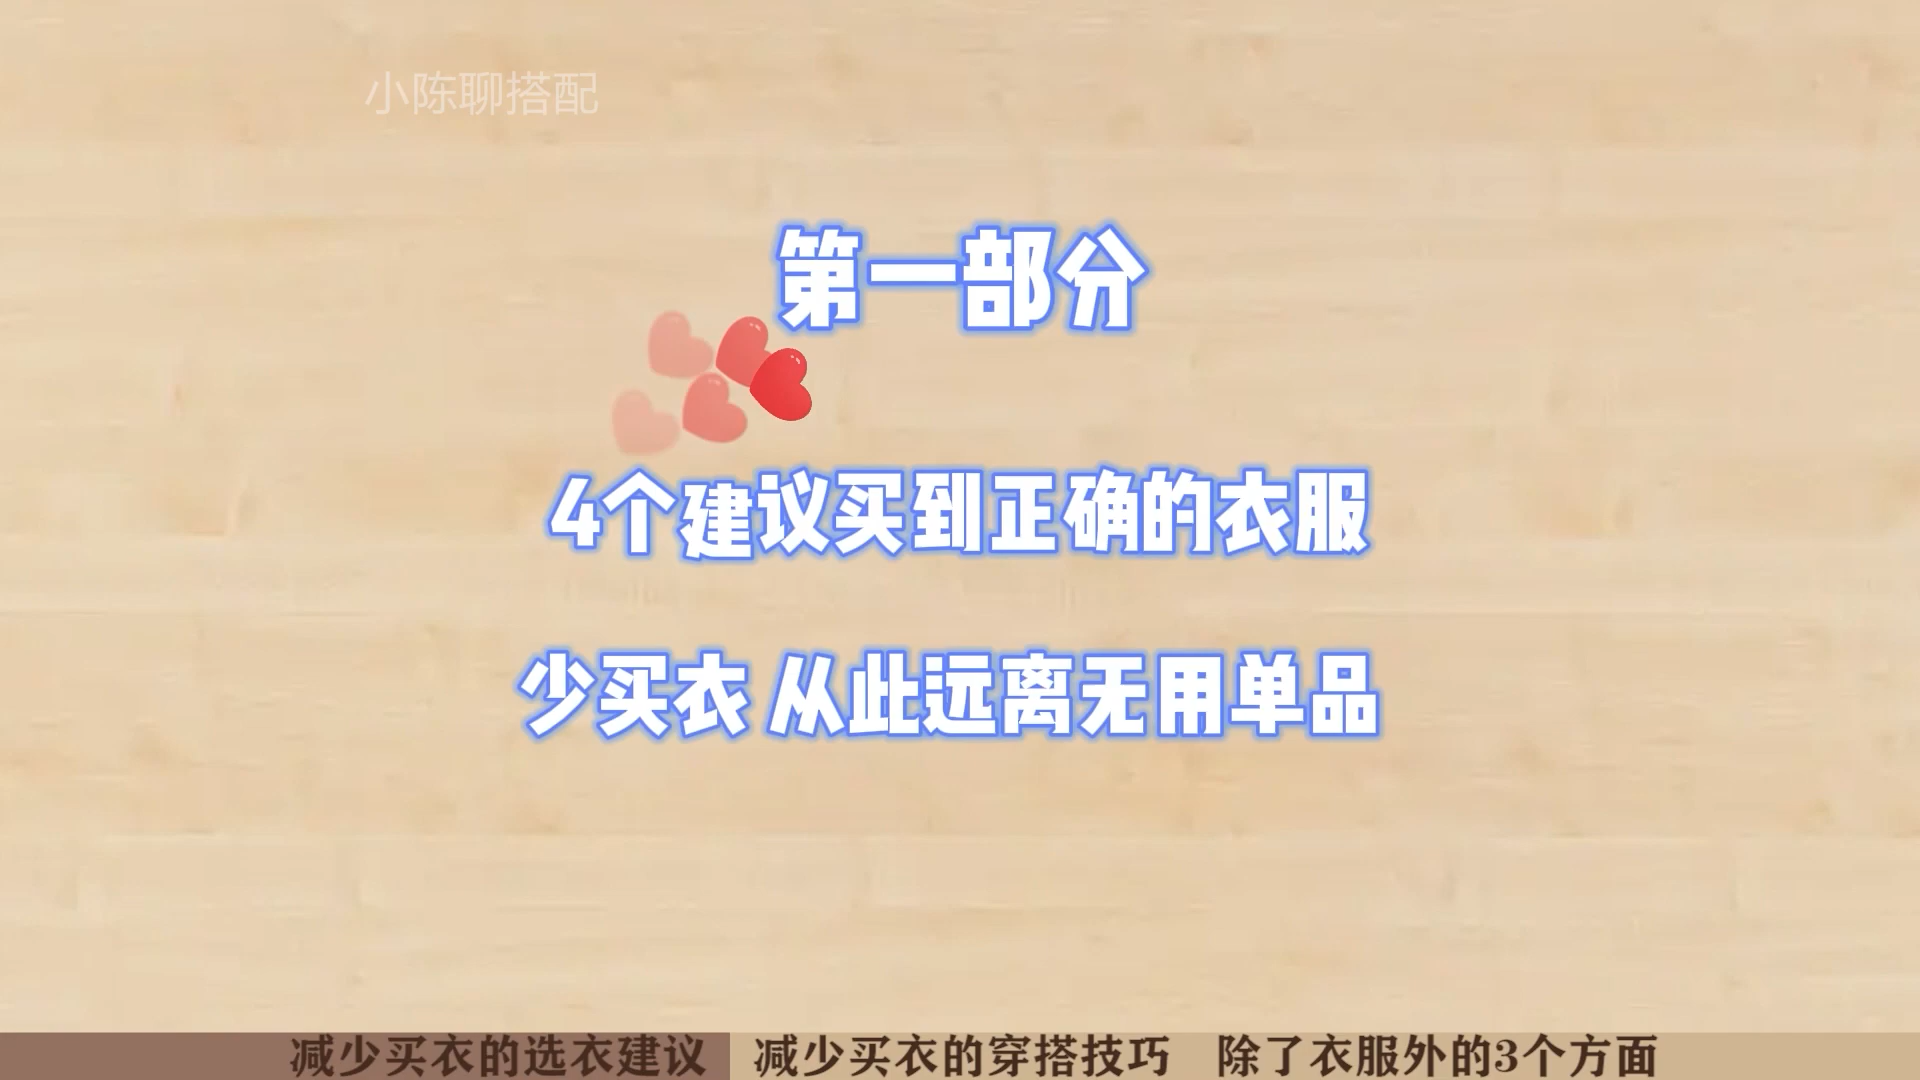 小陈聊搭配
第一部分
4个建议买到正确的衣服
少买衣 从此远离无用单品
减少买衣的选衣建议 减少买衣的穿搭技巧 除了衣服外的3个方面